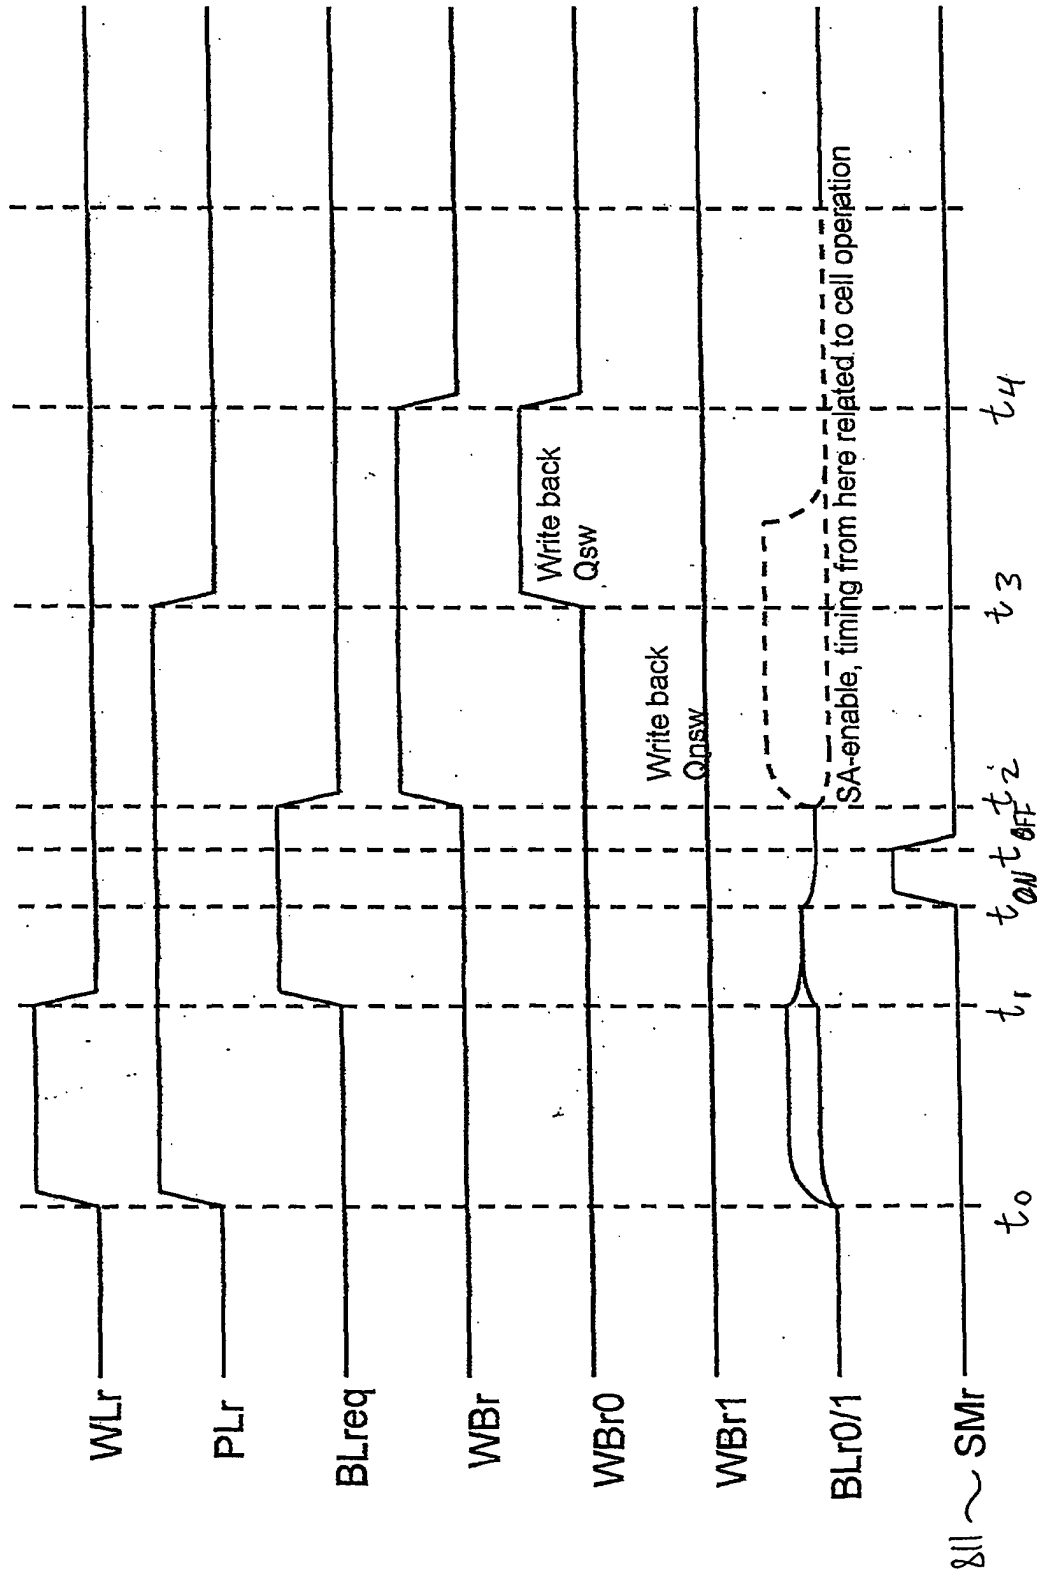 WLr
PLr
BLreq
WBr
WBr0
Write back
Qsw
WBr1
Write back
Qnsw
BLr0/1
SA-enable, timing from here related to cell operation
811 ~ SMr
t0
t1
tON
tOFF
t2
t3
t4